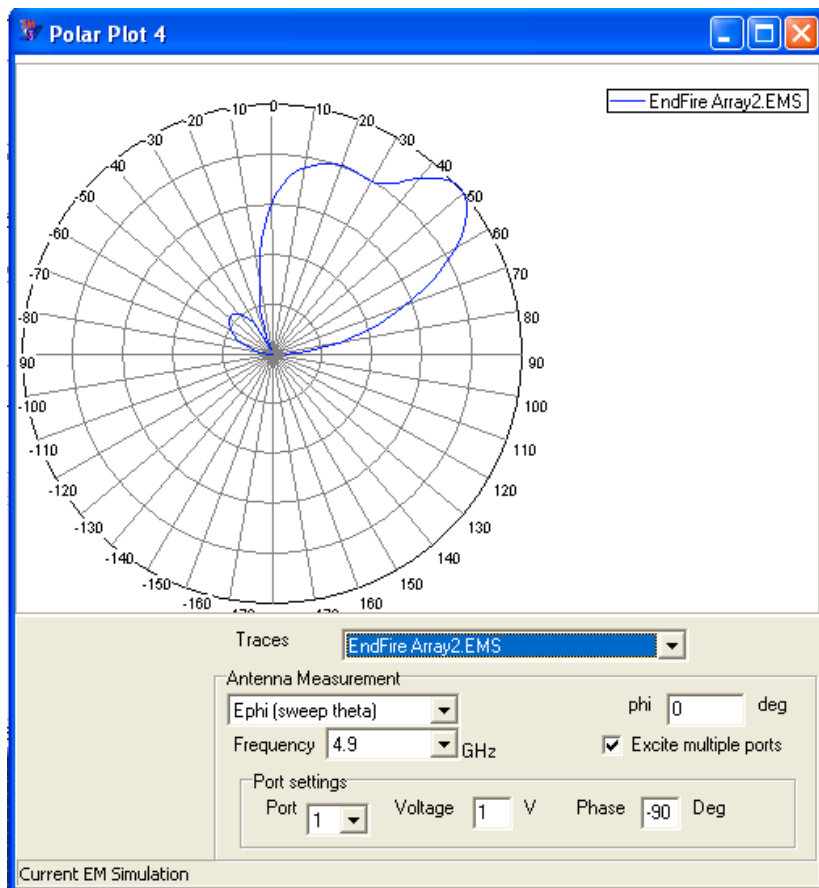 Polar Plot 4
EndFire Array2.EMS
0
-10 10
-20 20
-30 30
-40 40
-50 50
-60 60
-70 70
-80 80
90 90
-100 100
-110 110
-120 120
-130 130
-140 140
-150 150
-160 160
Traces EndFire Array2.EMS
Antenna Measurement
Ephi (sweep theta) phi 0 deg
Frequency 4.9 GHz Excite multiple ports
Port settings
Port 1 Voltage 1 V Phase -90 Deg
Current EM Simulation